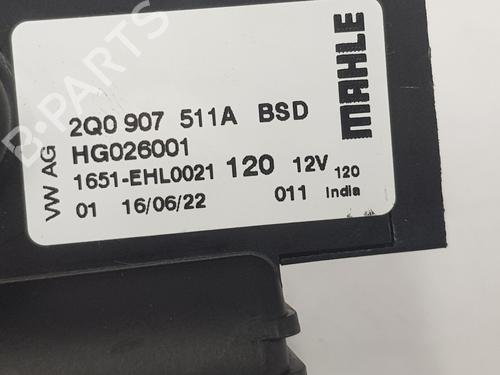 2Q0 907 511A BSD
HG026001
1651-EHL0021 120 12V 120
01 16/06/22 011 India
VW AG
MAHLE
B-PARTS